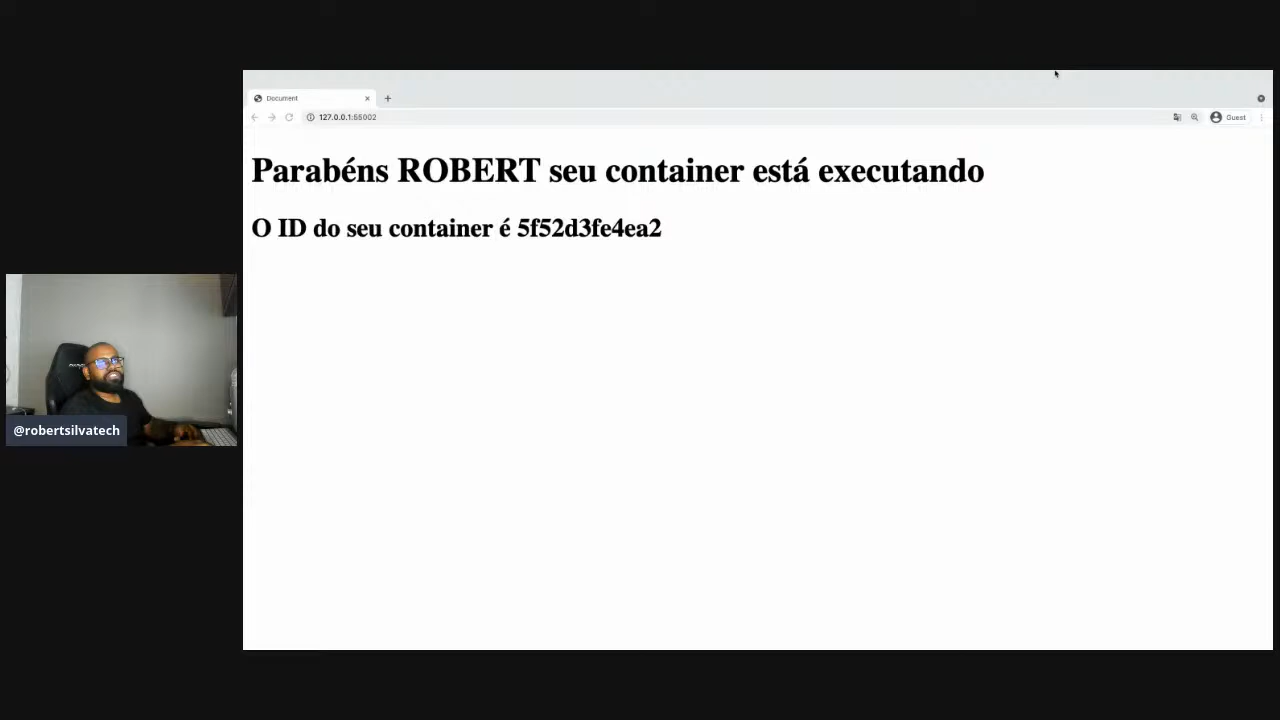 Document
127.0.0.1:55002
Guest
Parabéns ROBERT seu container está executando
O ID do seu container é 5f52d3fe4ea2
@robertsilvatech